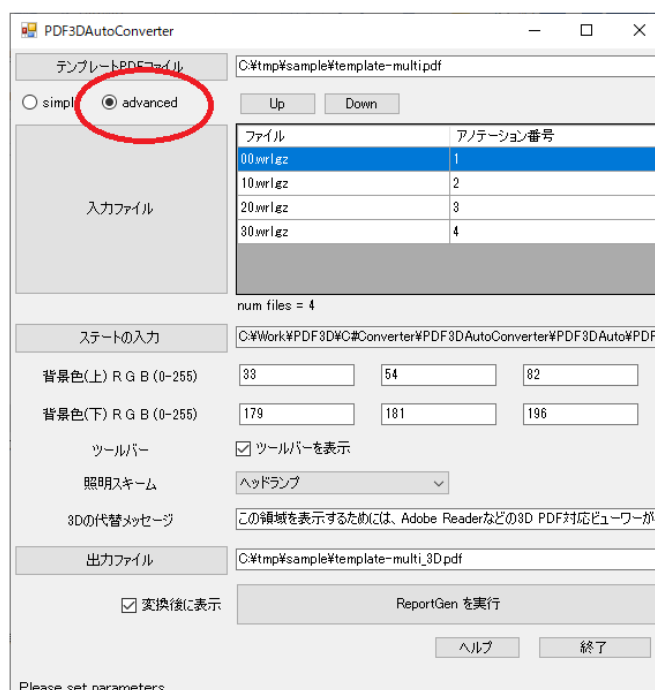 PDF3DAutoConverter
テンプレートPDFファイル C:¥tmp¥sample¥template-multi.pdf
simpl advanced Up Down
ファイル アノテーション番号
00.wrl.gz 1
10.wrl.gz 2
入力ファイル
20.wrl.gz 3
30.wrl.gz 4
num files = 4
ステートの入力 C:¥Work¥PDF3D¥C#Converter¥PDF3DAutoConverter¥PDF3DAuto¥PDF
背景色(上) R G B (0-255) 33 54 82
背景色(下) R G B (0-255) 179 181 196
ツールバー ツールバーを表示
照明スキーム ヘッドランプ
3Dの代替メッセージ この領域を表示するためには、Adobe Readerなどの3D PDF対応ビューワーが
出力ファイル C:¥tmp¥sample¥template-multi_3D.pdf
変換後に表示 ReportGen を実行
ヘルプ 終了
Please set parameters